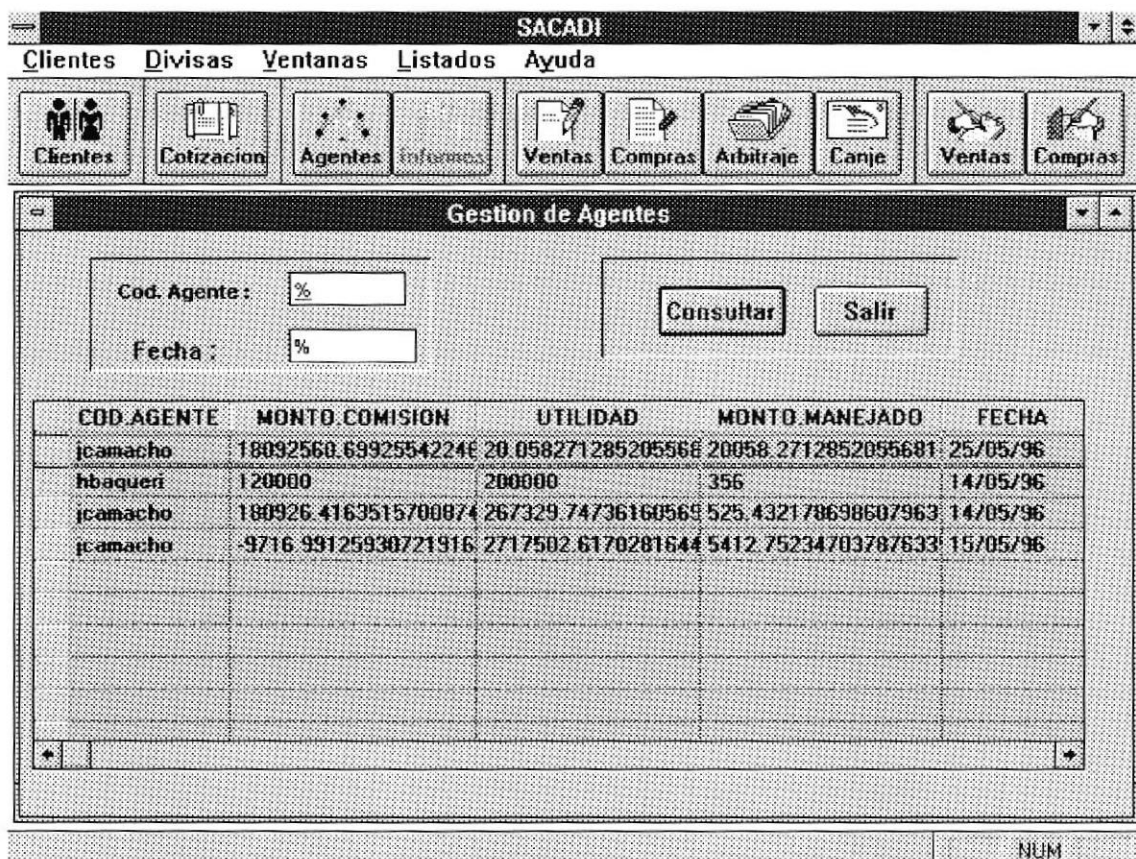 SACADI
Clientes Divisas Ventanas Listados Ayuda
Clientes Cotizacion Agentes Informes Ventas Compras Arbitraje Canje Ventas Compras
Gestion de Agentes
Cod. Agente : %
Consultar Salir
Fecha : %
COD.AGENTE MONTO.COMISION UTILIDAD MONTO.MANEJADO FECHA
jcamacho 18092560.69925542246 20.058271285205568 20058.2712852055681 25/05/96
hbaqueri 120000 200000 356 14/05/96
jcamacho 180926.4163515700874 267329.74736160569 525.432178698607963 14/05/96
jcamacho -9716.99125930721916 2717502.6170281644 5412.75234703787633 15/05/96
NUM